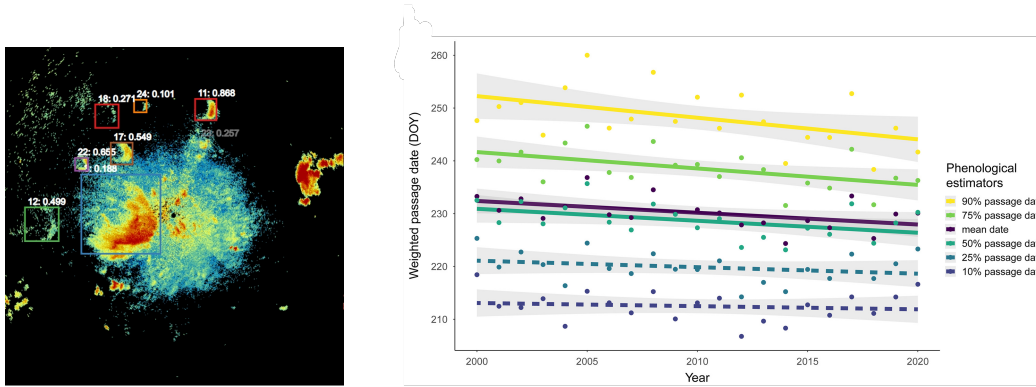 18: 0.271
24: 0.101
11: 0.868
17: 0.549
28: 0.257
22: 0.655
: 0.188
12: 0.499
Weighted passage date (DOY)
260
250
240
230
220
210
2000
2005
2010
2015
2020
Year
Phenological
estimators
90% passage da
75% passage da
mean date
50% passage da
25% passage da
10% passage da